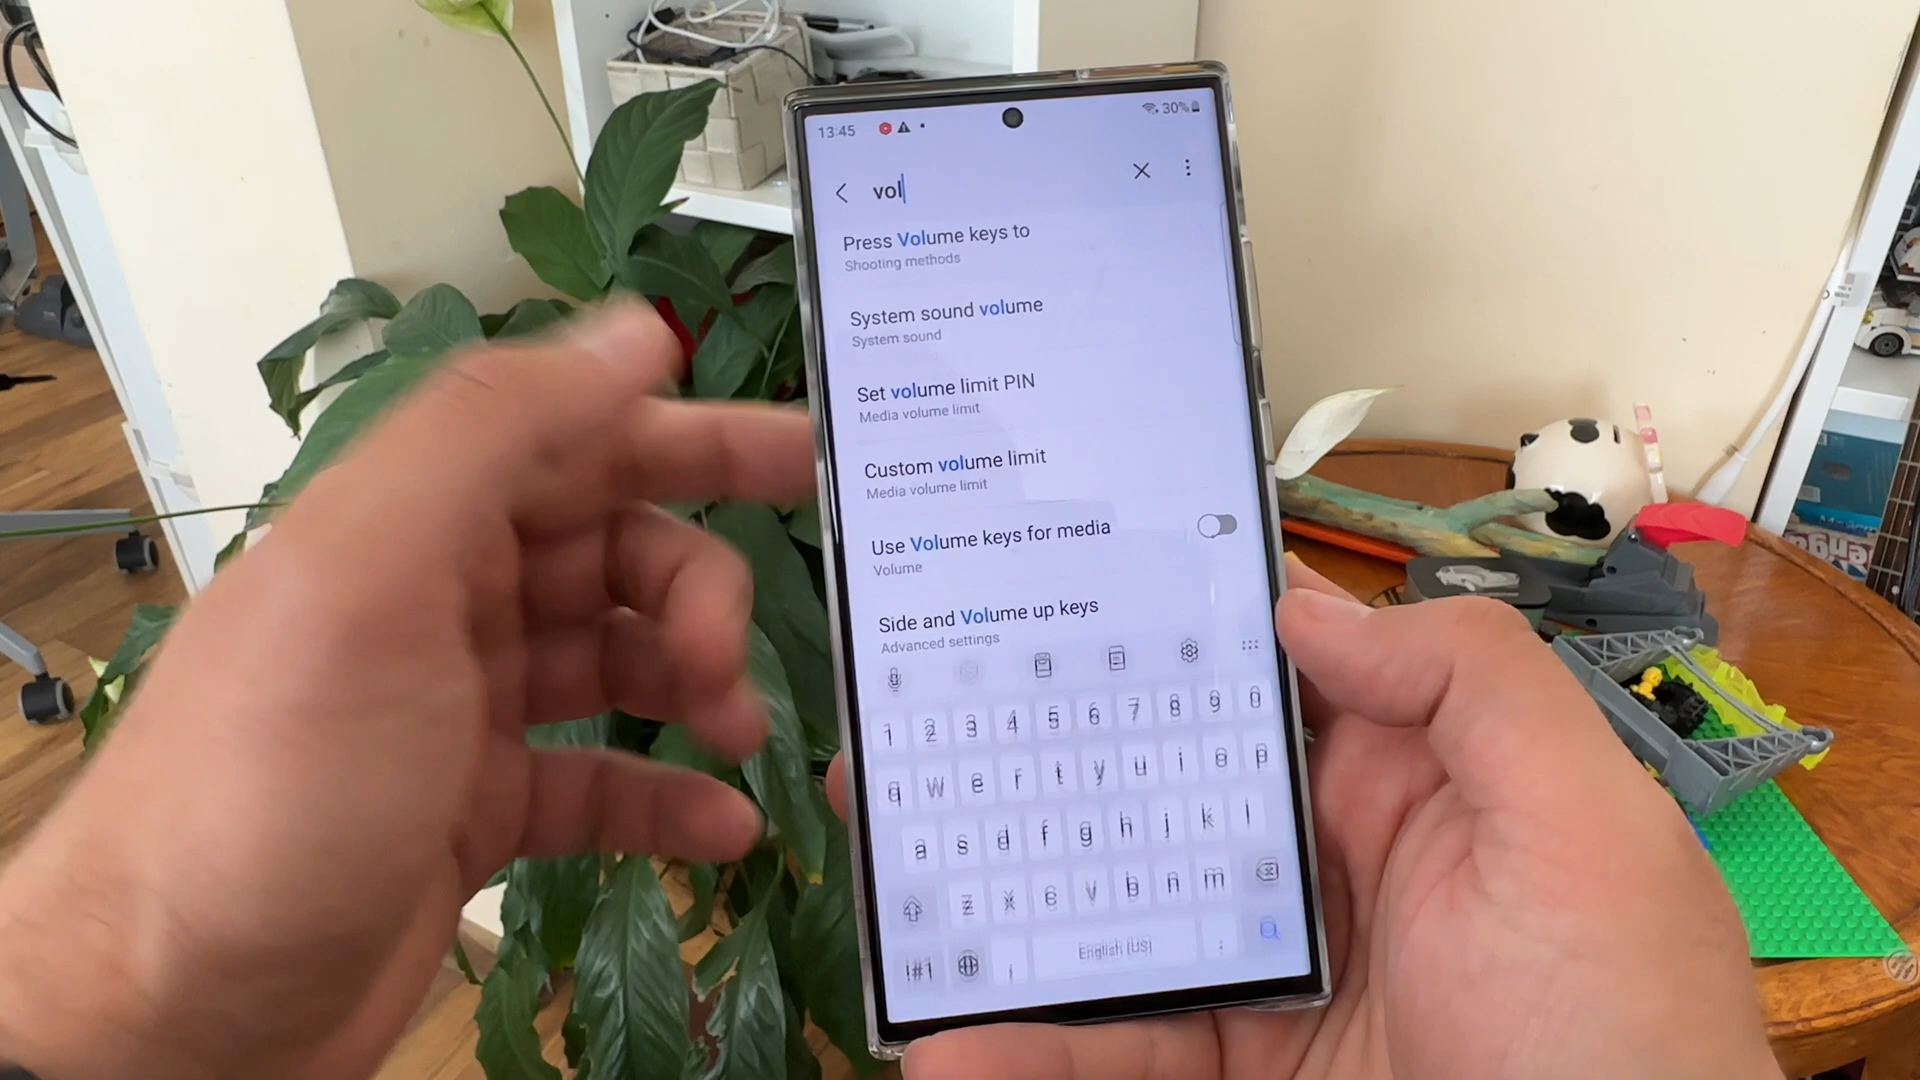 13:45
30%
vol
Press Volume keys to
Shooting methods
System sound volume
System sound
Set volume limit PIN
Media volume limit
Custom volume limit
Media volume limit
Use Volume keys for media
Volume
Side and Volume up keys
Advanced settings
1 2 3 4 5 6 7 8 9 0
q w e r t y u i o p
a s d f g h j k l
z x c v b n m
!#1 , English (US) .
enga